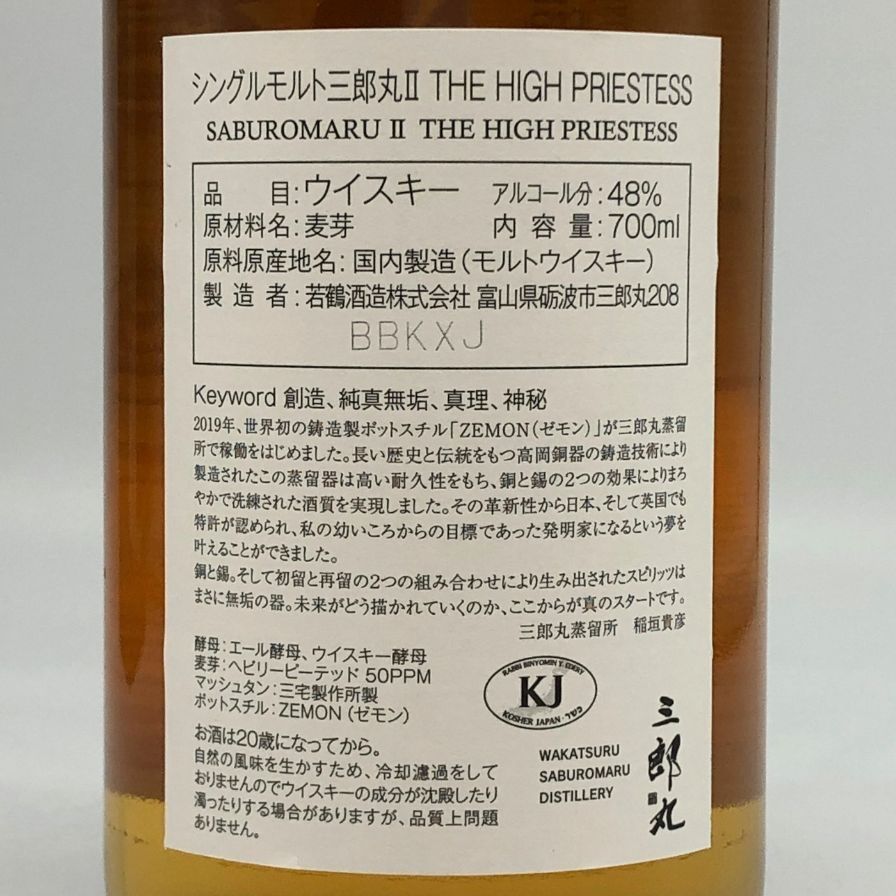 シングルモルト三郎丸Ⅱ THE HIGH PRIESTESS
SABUROMARU Ⅱ THE HIGH PRIESTESS
品目:ウイスキー アルコール分:48%
原材料名:麦芽 内容量:700ml
原料原産地名:国内製造(モルトウイスキー)
製造者:若鶴酒造株式会社 富山県砺波市三郎丸208
BBKXJ
Keyword 創造、純真無垢、真理、神秘
2019年、世界初の鋳造製ポットスチル「ZEMON(ゼモン)」が三郎丸蒸留
所で稼働をはじめました。長い歴史と伝統をもつ高岡銅器の鋳造技術により
製造されたこの蒸留器は高い耐久性をもち、銅と錫の2つの効果によりまろ
やかで洗練された酒質を実現しました。その革新性から日本、そして英国でも
特許が認められ、私の幼いころからの目標であった発明家になるという夢を
叶えることができました。
銅と錫。そして初留と再留の2つの組み合わせにより生み出されたスピリッツは
まさに無垢の器。未来がどう描かれていくのか、ここからが真のスタートです。
三郎丸蒸留所 稲垣貴彦
酵母:エール酵母、ウイスキー酵母
麦芽:ヘビリーピーテッド 50PPM
マッシュタン:三宅製作所製
ポットスチル:ZEMON(ゼモン)
お酒は20歳になってから。
自然の風味を生かすため、冷却濾過をして
おりませんのでウイスキーの成分が沈殿したり
濁ったりする場合がありますが、品質上問題
ありません。
RABBI BINYOMIN Y. EDERY
KJ
KOSHER JAPAN · כשר
WAKATSURU
SABUROMARU
DISTILLERY
三郎丸